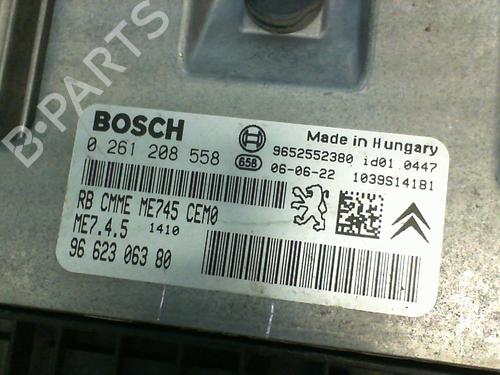 B-PARTS
BOSCH
Made in Hungary
0 261 208 558
658
9652552380 id01 0447
06-06-22 1039S14181
RB CMME ME745 CEM0
ME7.4.5 1410
96 623 063 80